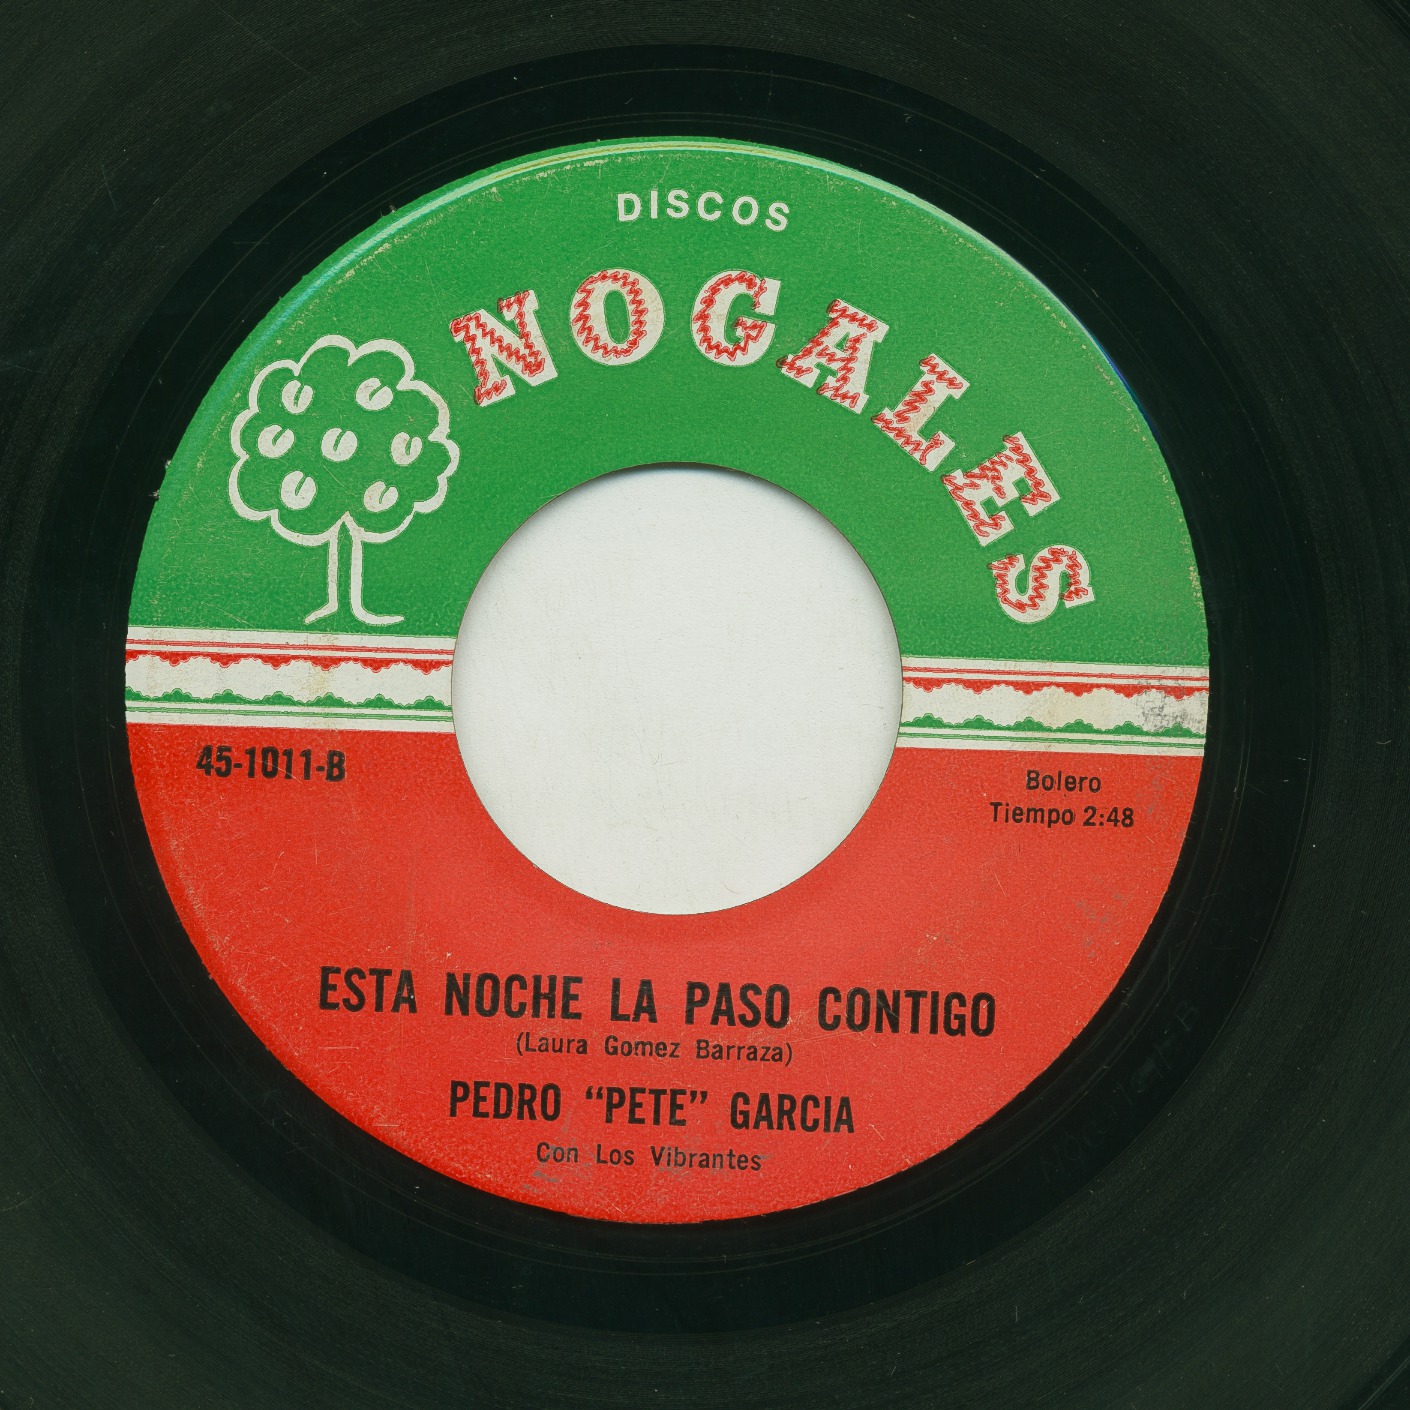 DISCOS
NOGALES
45-1011-B
Bolero
Tiempo 2:48
ESTA NOCHE LA PASO CONTIGO
(Laura Gomez Barraza)
PEDRO “PETE” GARCIA
Con Los Vibrantes